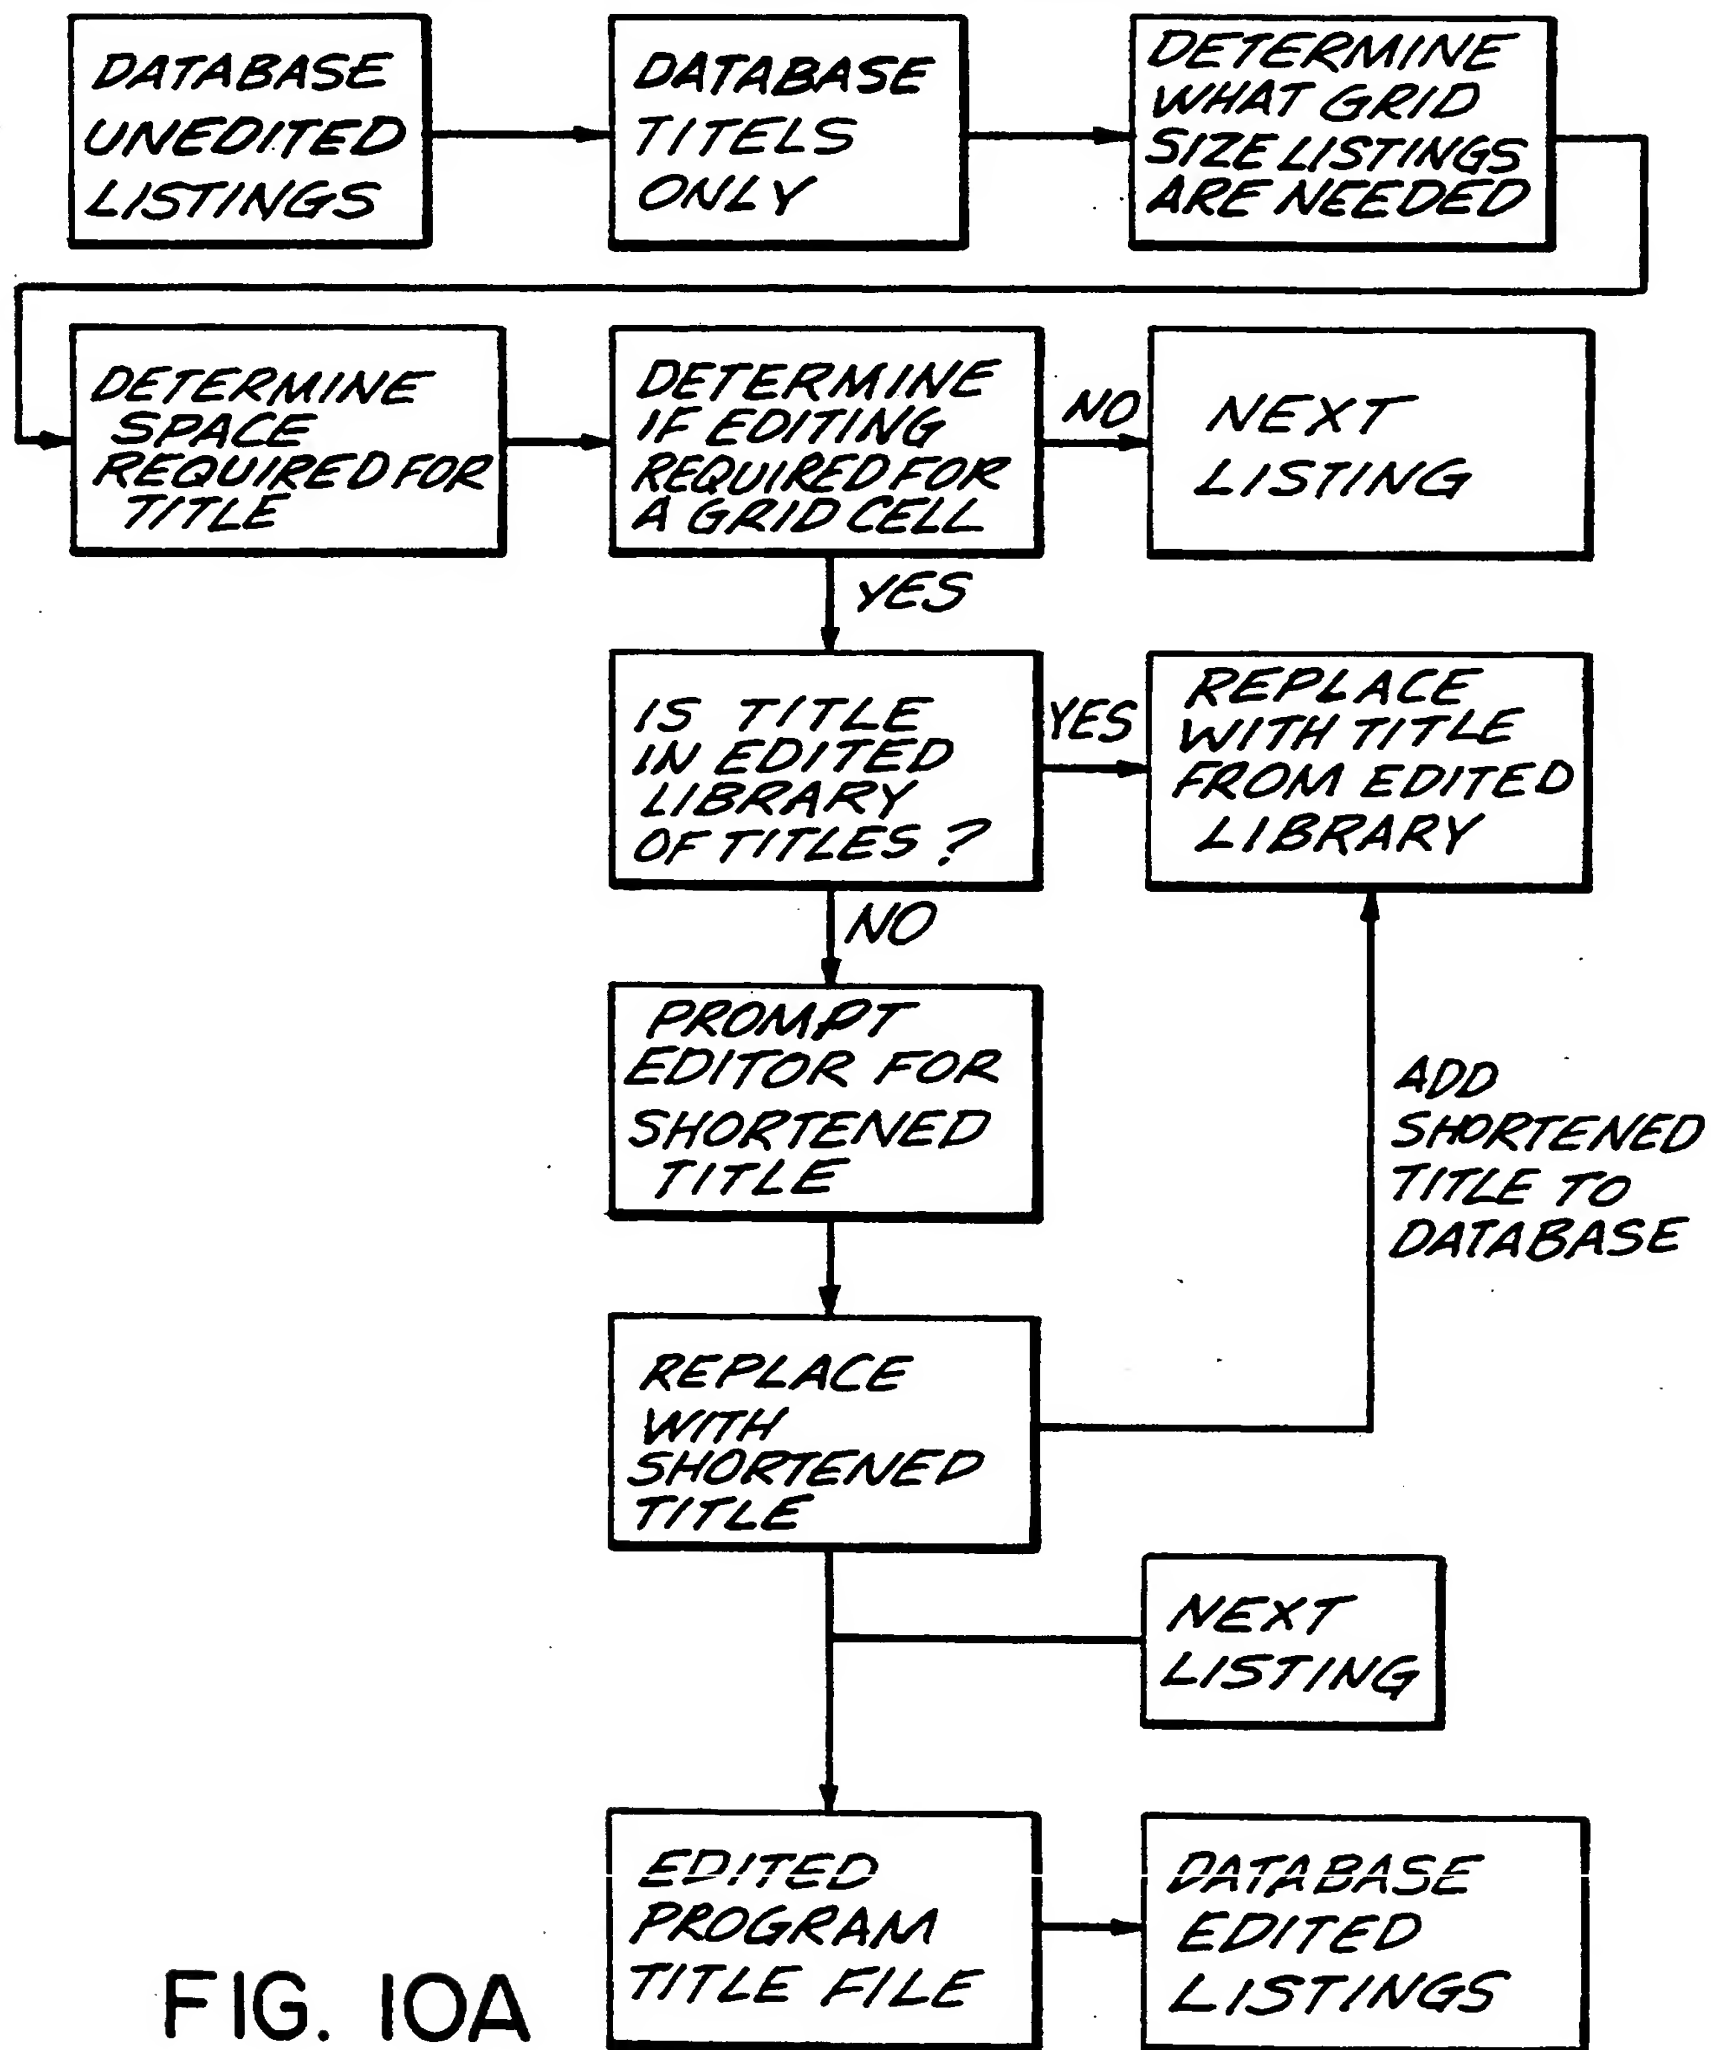 DATABASE
UNEDITED
LISTINGS
DATABASE
TITELS
ONLY
DETERMINE
WHAT GRID
SIZE LISTINGS
ARE NEEDED
DETERMINE
SPACE
REQUIRED FOR
TITLE
DETERMINE
IF EDITING
REQUIRED FOR
A GRID CELL
NO
NEXT
LISTING
YES
IS TITLE
IN EDITED
LIBRARY
OF TITLES?
YES
REPLACE
WITH TITLE
FROM EDITED
LIBRARY
NO
PROMPT
EDITOR FOR
SHORTENED
TITLE
ADD
SHORTENED
TITLE TO
DATABASE
REPLACE
WITH
SHORTENED
TITLE
NEXT
LISTING
EDITED
PROGRAM
TITLE FILE
DATABASE
EDITED
LISTINGS
FIG. 10A